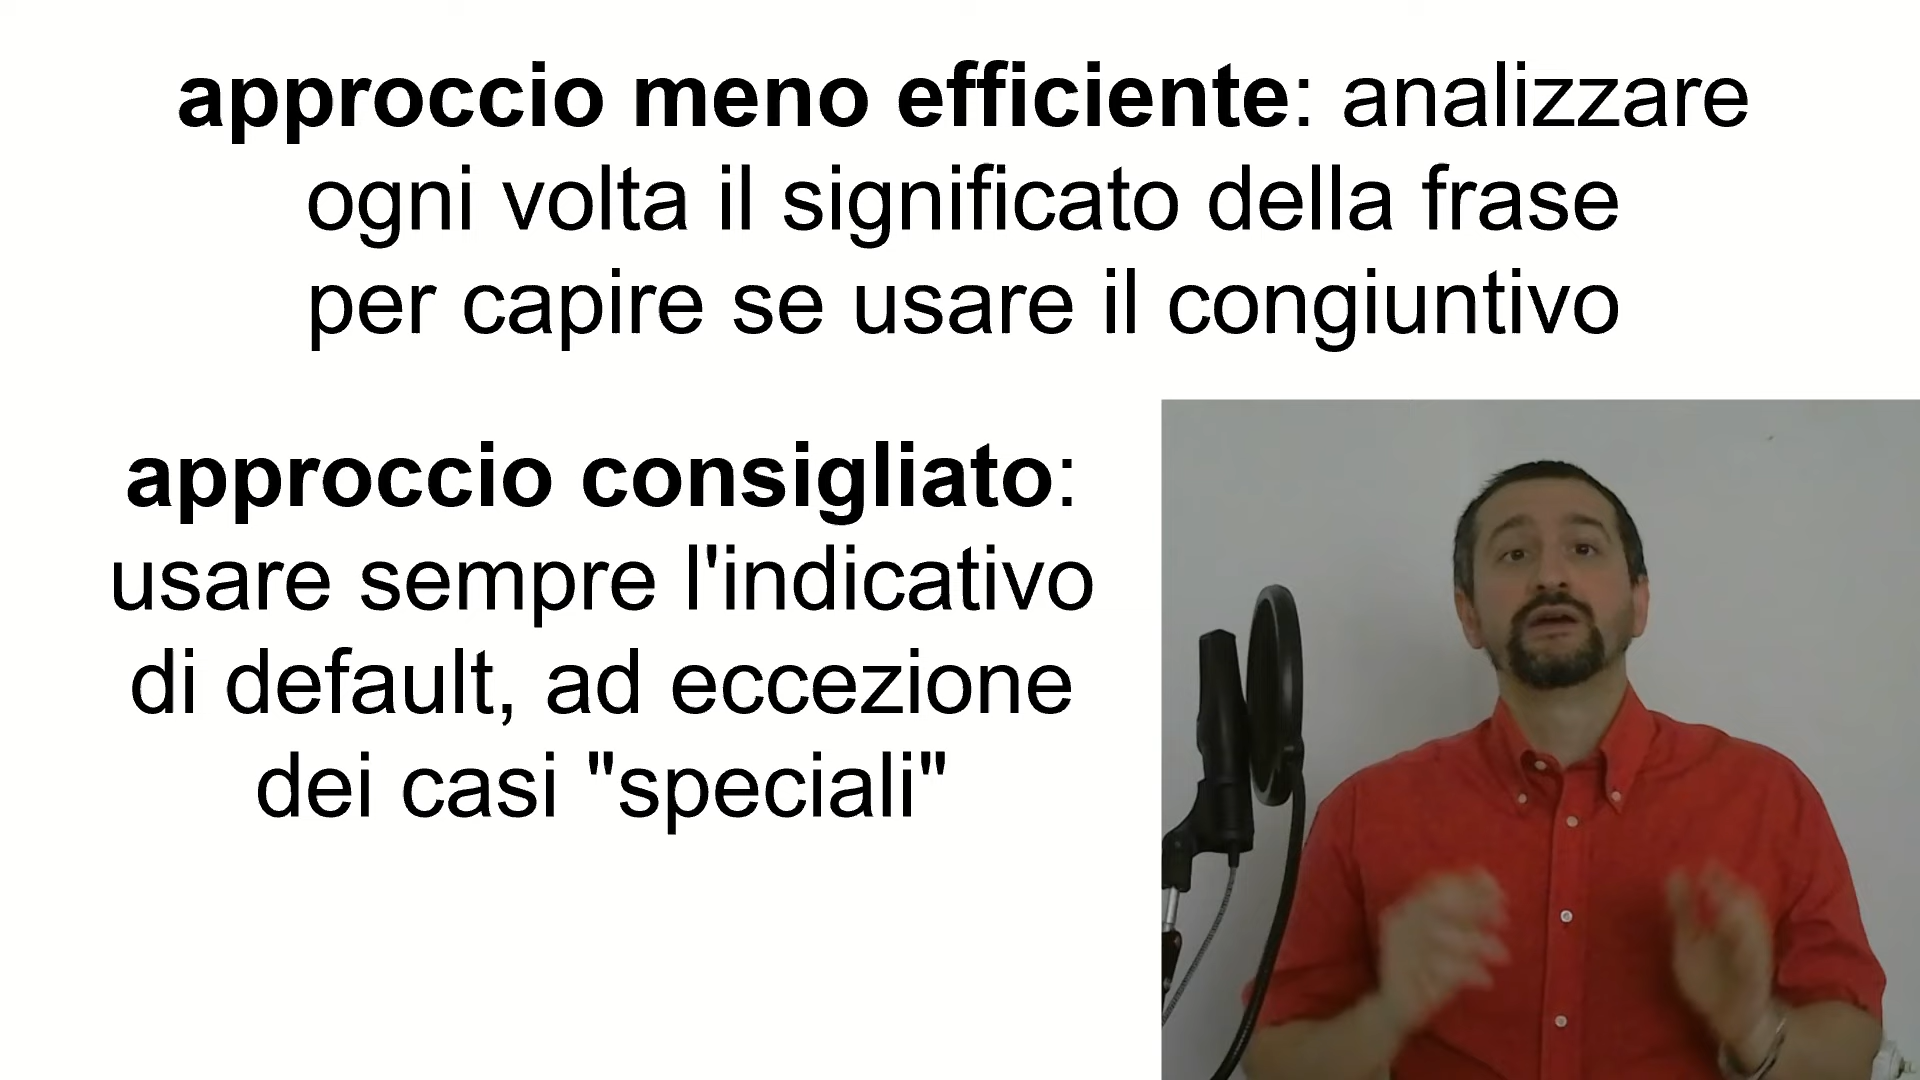 approccio meno efficiente: analizzare
ogni volta il significato della frase
per capire se usare il congiuntivo
approccio consigliato:
usare sempre l'indicativo
di default, ad eccezione
dei casi "speciali"